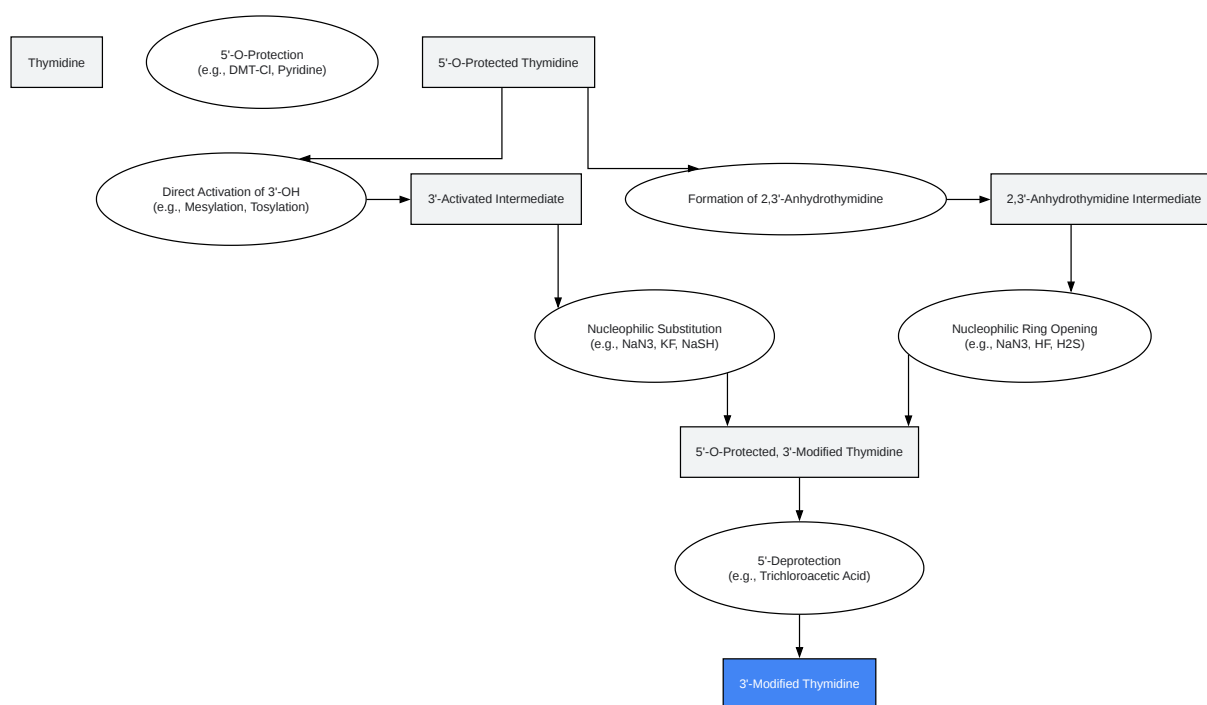 Thymidine
5'-O-Protection
(e.g., DMT-Cl, Pyridine)
5'-O-Protected Thymidine
Direct Activation of 3'-OH
(e.g., Mesylation, Tosylation)
3'-Activated Intermediate
Formation of 2,3'-Anhydrothymidine
2,3'-Anhydrothymidine Intermediate
Nucleophilic Substitution
(e.g., NaN3, KF, NaSH)
Nucleophilic Ring Opening
(e.g., NaN3, HF, H2S)
5'-O-Protected, 3'-Modified Thymidine
5'-Deprotection
(e.g., Trichloroacetic Acid)
3'-Modified Thymidine